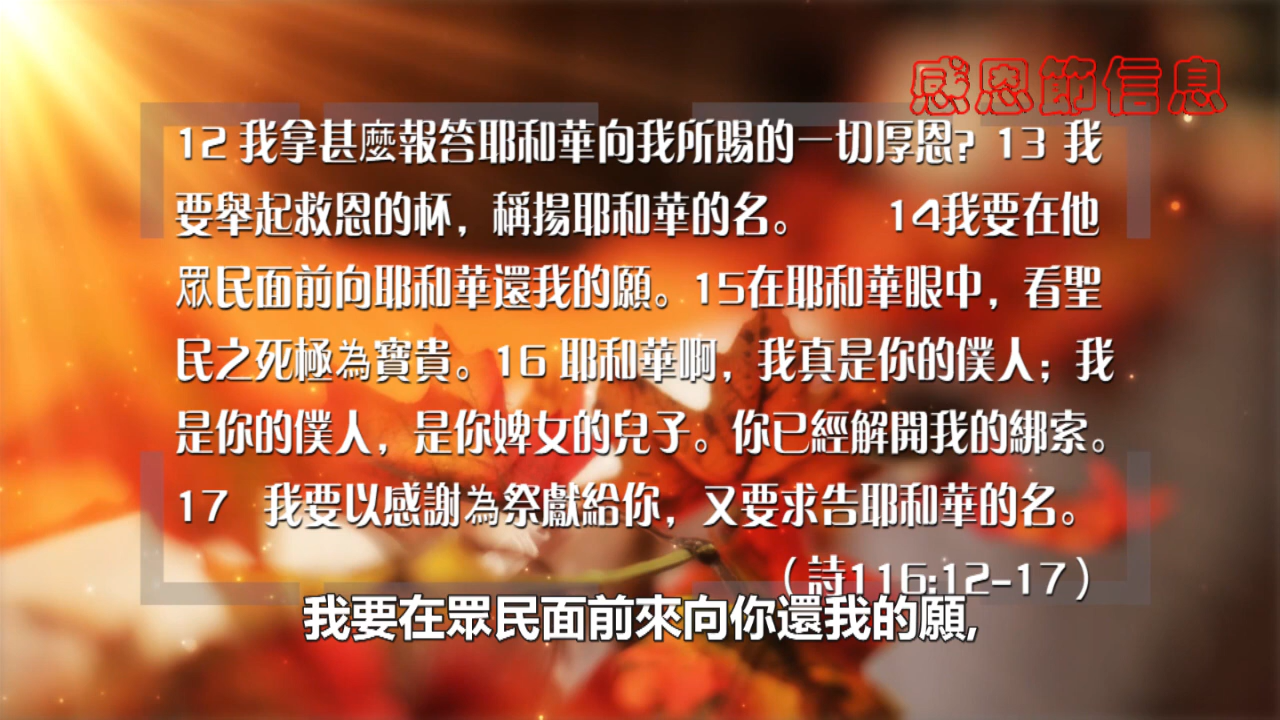 感恩節信息
12 我拿甚麼報答耶和華向我所賜的一切厚恩? 13 我
要舉起救恩的杯，稱揚耶和華的名。 14我要在他
眾民面前向耶和華還我的願。15在耶和華眼中，看聖
民之死極為寶貴。16 耶和華啊，我真是你的僕人；我
是你的僕人，是你婢女的兒子。你已經解開我的綁索。
17 我要以感謝為祭獻給你，又要求告耶和華的名。
（詩116:12-17）
我要在眾民面前來向你還我的願,